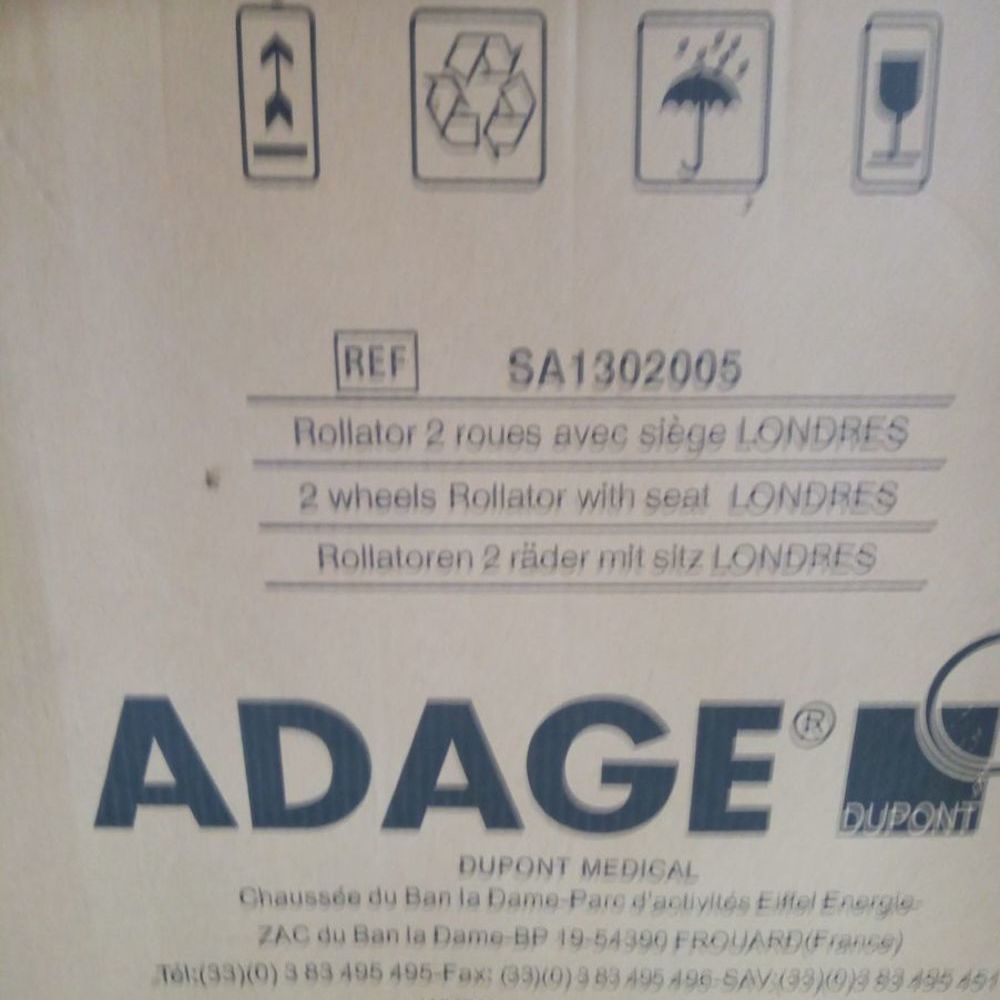 REF SA1302005
Rollator 2 roues avec siège LONDRES
2 wheels Rollator with seat LONDRES
Rollatoren 2 räder mit sitz LONDRES
ADAGE®
DUPONT
DUPONT MEDICAL
Chaussée du Ban la Dame-Parc d'activités Eiffel Energie
ZAC du Ban la Dame-BP 19-54390 FROUARD(France)
Tél:(33)(0) 3 83 495 495-Fax: (33)(0) 3 83 495 496-SAV:(33)(0)3 83 495